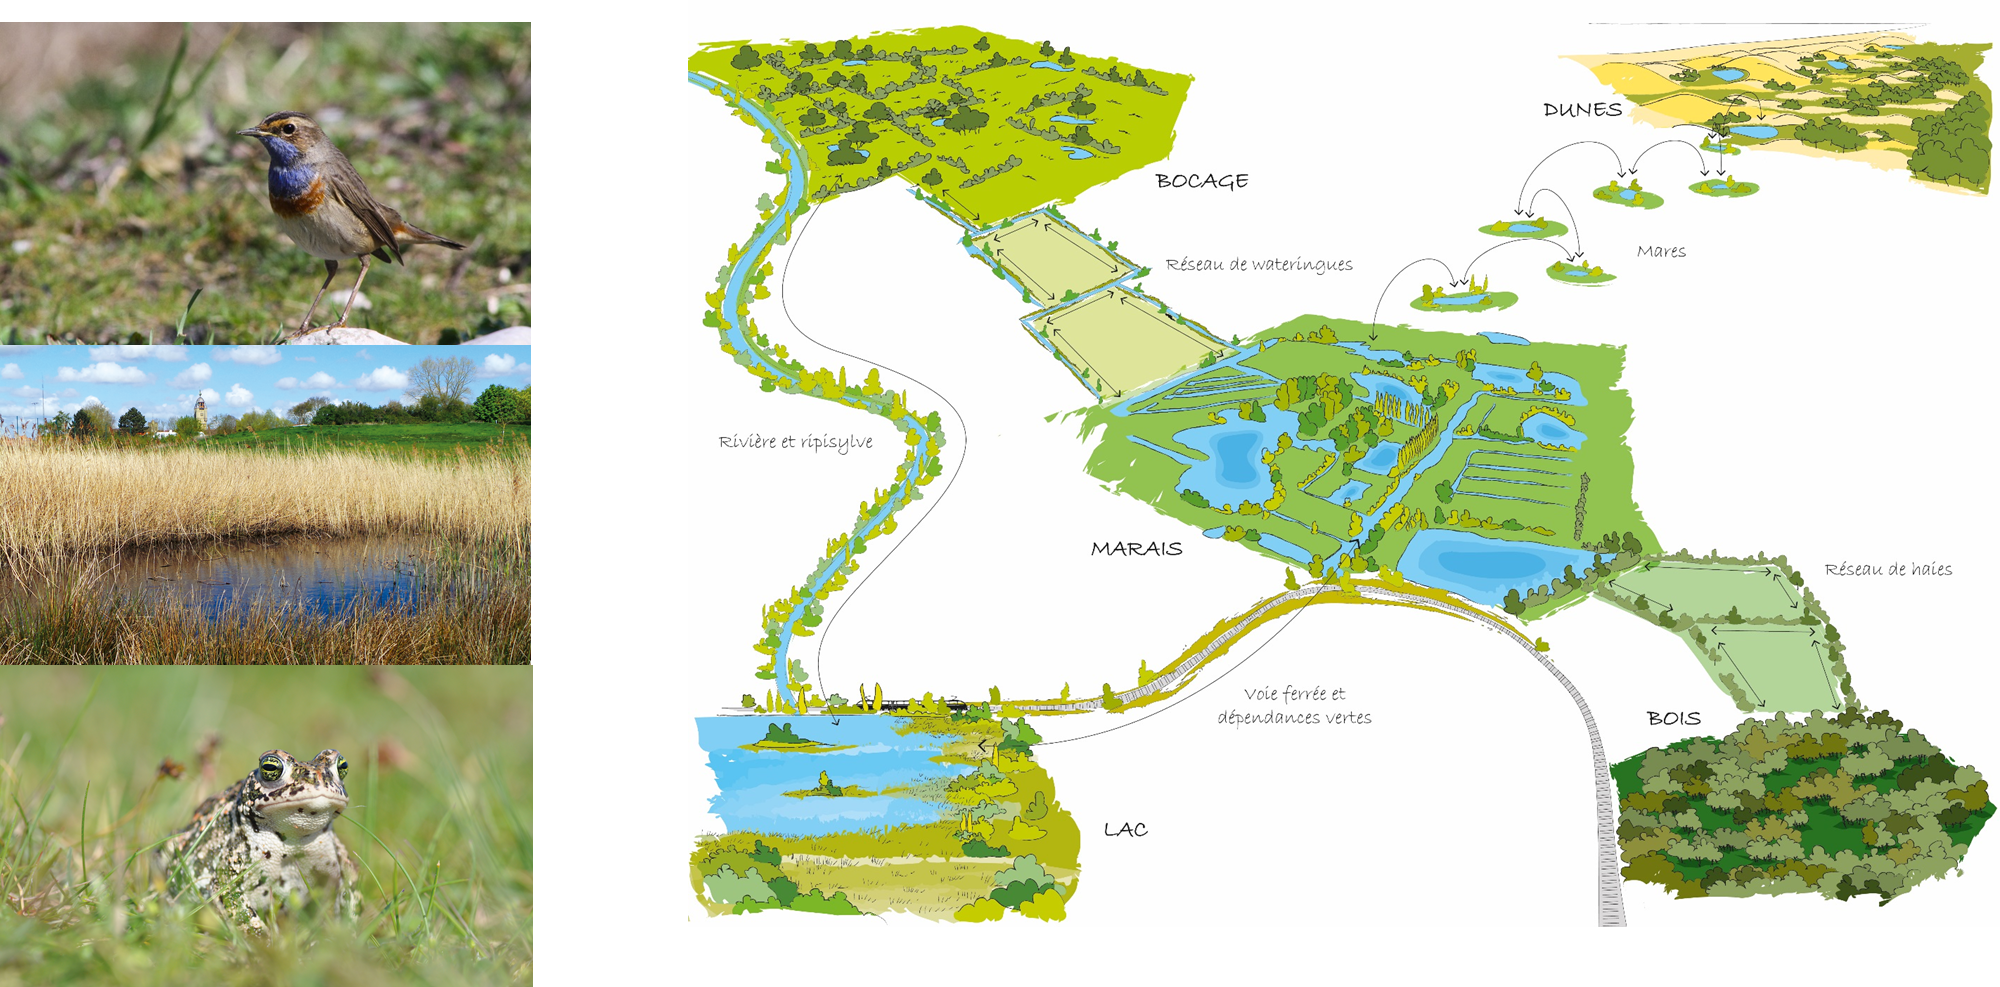 DUNES
BOCAGE
Mares
Réseau de wateringues
Rivière et ripisylve
MARAIS
Réseau de haies
Voie ferrée et
dépendances vertes
BOIS
LAC